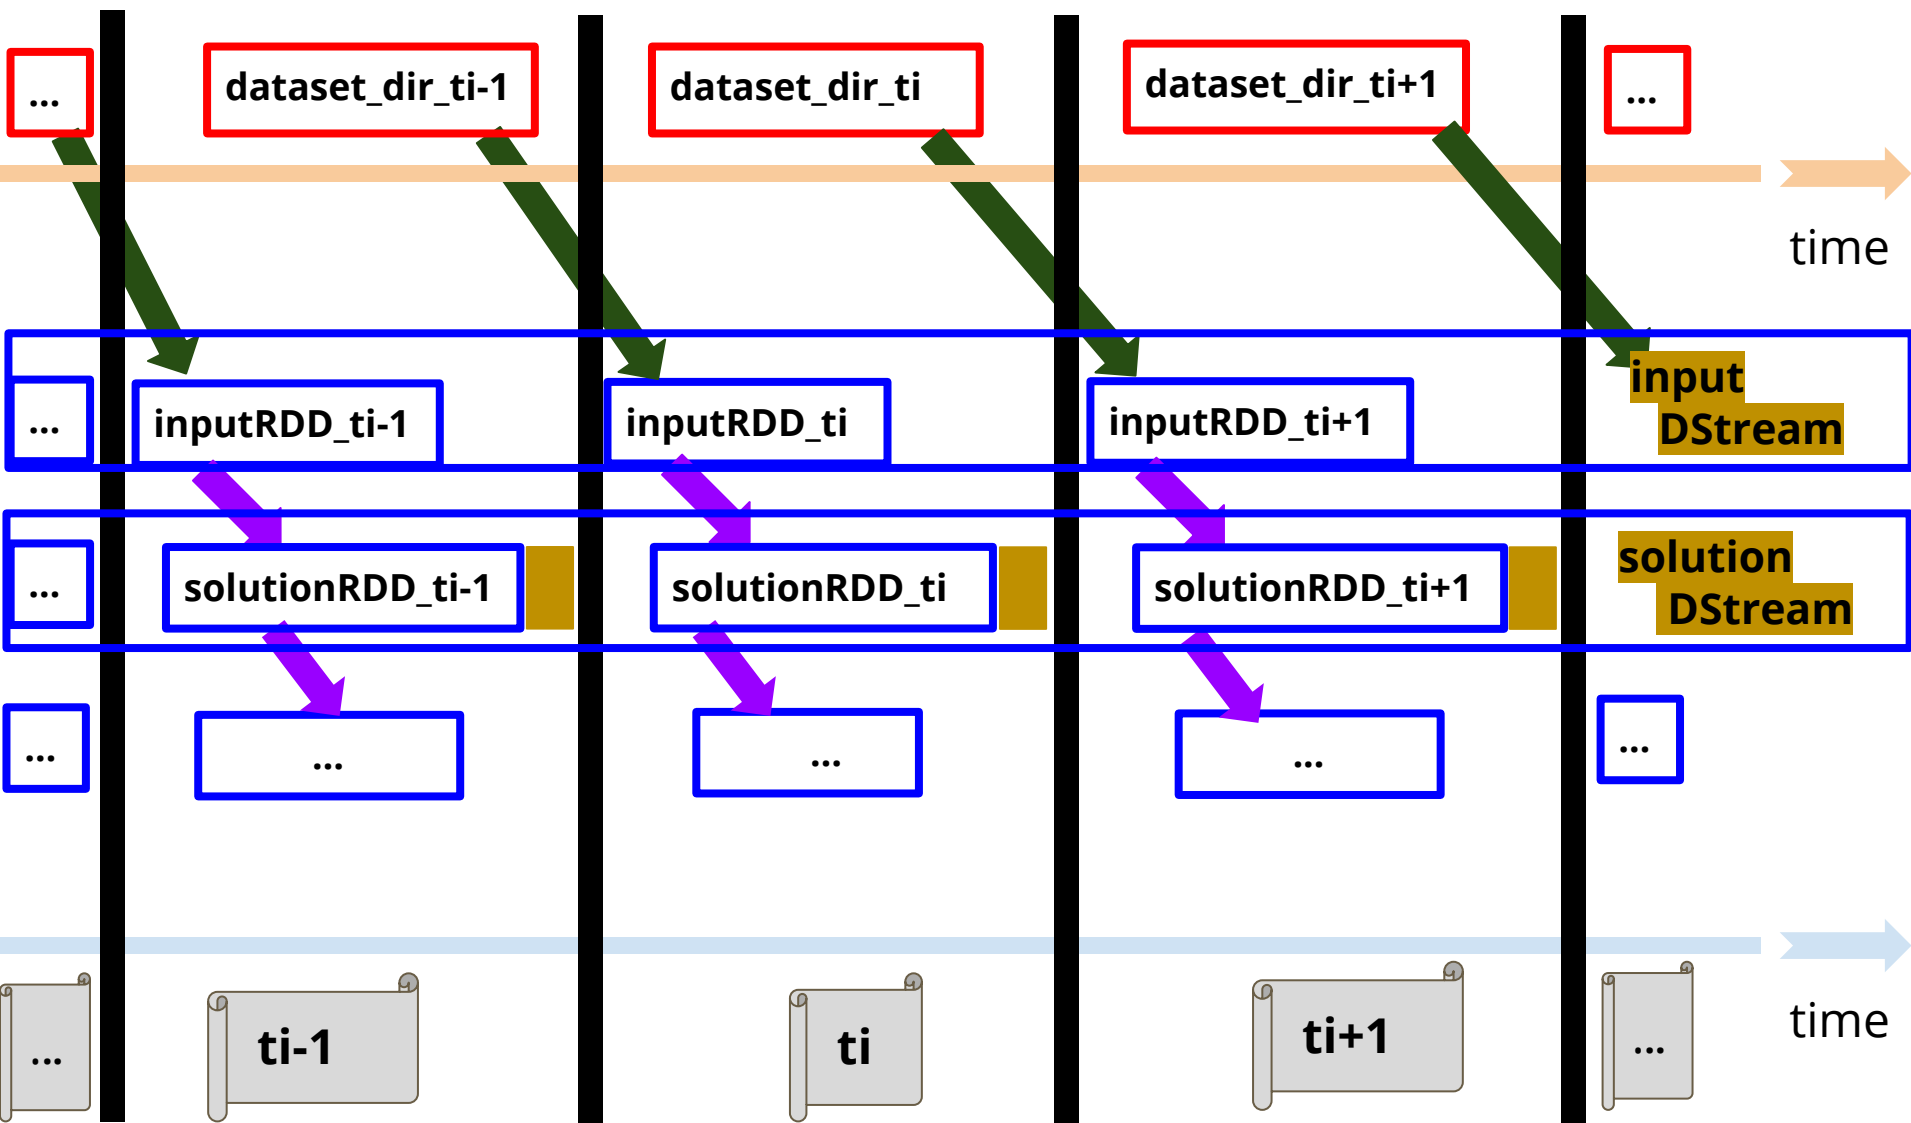 ...
dataset_dir_ti-1
dataset_dir_ti
dataset_dir_ti+1
...
time
...
inputRDD_ti-1
inputRDD_ti
inputRDD_ti+1
input
DStream
...
solutionRDD_ti-1
solutionRDD_ti
solutionRDD_ti+1
solution
DStream
...
...
...
...
...
...
ti-1
ti
ti+1
...
time